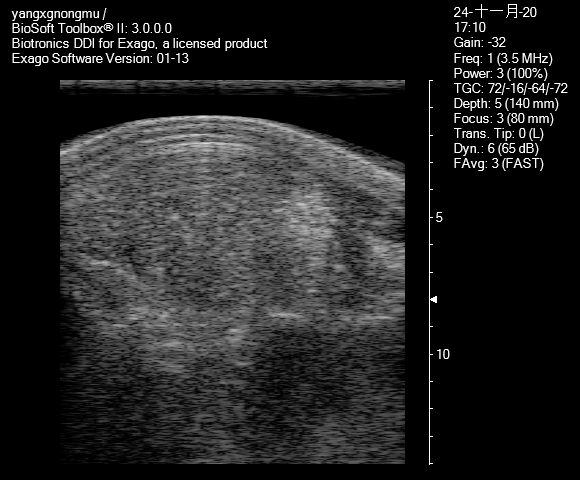 yangxgnongmu /
BioSoft Toolbox® II: 3.0.0.0
Biotronics DDI for Exago, a licensed product
Exago Software Version: 01-13
24-十一月-20
17:10
Gain: -32
Freq: 1 (3.5 MHz)
Power: 3 (100%)
TGC: 72/-16/-64/-72
Depth: 5 (140 mm)
Focus: 3 (80 mm)
Trans. Tip: 0 (L)
Dyn.: 6 (65 dB)
FAvg: 3 (FAST)
5
10